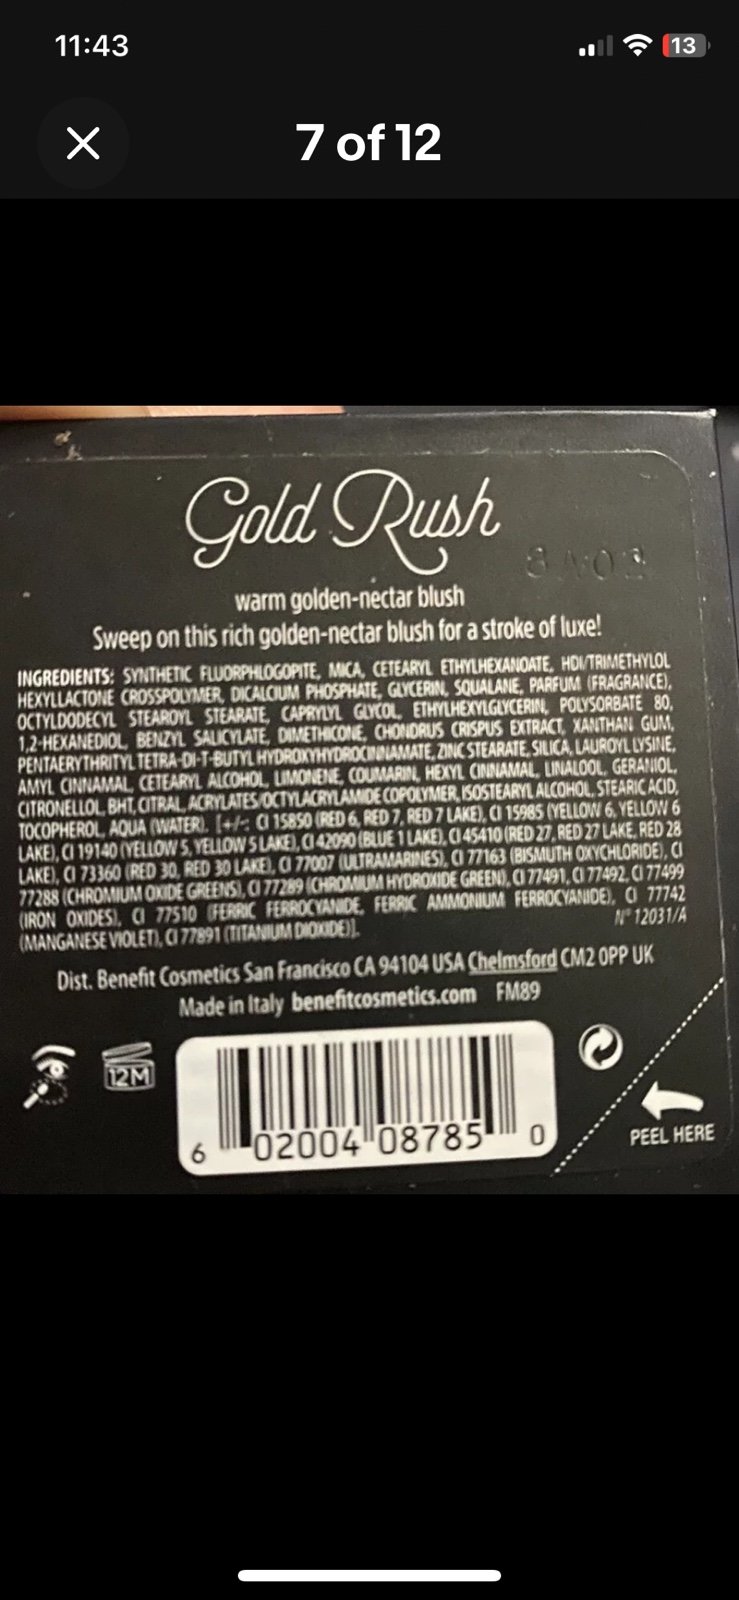 11:43
13
7 of 12
Gold Rush
warm golden-nectar blush
Sweep on this rich golden-nectar blush for a stroke of luxe!
INGREDIENTS: SYNTHETIC FLUORPHLOGOPITE, MICA, CETEARYL ETHYLHEXANOATE, HDI/TRIMETHYLOL
HEXYLLACTONE CROSSPOLYMER, DICALCIUM PHOSPHATE, GLYCERIN, SQUALANE, PARFUM (FRAGRANCE),
OCTYLDODECYL STEAROYL STEARATE, CAPRYLYL GLYCOL, ETHYLHEXYLGLYCERIN, POLYSORBATE 80,
1,2-HEXANEDIOL, BENZYL SALICYLATE, DIMETHICONE, CHONDRUS CRISPUS EXTRACT, XANTHAN GUM,
PENTAERYTHRITYL TETRA-DI-T-BUTYL HYDROXYHYDROCINNAMATE, ZINC STEARATE, SILICA, LAUROYL LYSINE,
AMYL CINNAMAL, CETEARYL ALCOHOL, LIMONENE, COUMARIN, HEXYL CINNAMAL, LINALOOL, GERANIOL,
CITRONELLOL, BHT, CITRAL, ACRYLATES/OCTYLACRYLAMIDE COPOLYMER, ISOSTEARYL ALCOHOL, STEARIC ACID,
TOCOPHEROL, AQUA (WATER). [+/-: CI 15850 (RED 6, RED 7, RED 7 LAKE), CI 15985 (YELLOW 6, YELLOW 6
LAKE), CI 19140 (YELLOW 5, YELLOW 5 LAKE), CI 42090 (BLUE 1 LAKE), CI 45410 (RED 27, RED 27 LAKE, RED 28
LAKE), CI 73360 (RED 30, RED 30 LAKE), CI 77007 (ULTRAMARINES), CI 77163 (BISMUTH OXYCHLORIDE), CI
77288 (CHROMIUM OXIDE GREENS), CI 77289 (CHROMIUM HYDROXIDE GREEN), CI 77491, CI 77492, CI 77499
(IRON OXIDES), CI 77510 (FERRIC FERROCYANIDE, FERRIC AMMONIUM FERROCYANIDE), CI 77742
(MANGANESE VIOLET), CI 77891 (TITANIUM DIOXIDE)].
N° 12031/A
Dist. Benefit Cosmetics San Francisco CA 94104 USA Chelmsford CM2 0PP UK
Made in Italy benefitcosmetics.com FM89
12M
6 02004 08785 0
PEEL HERE